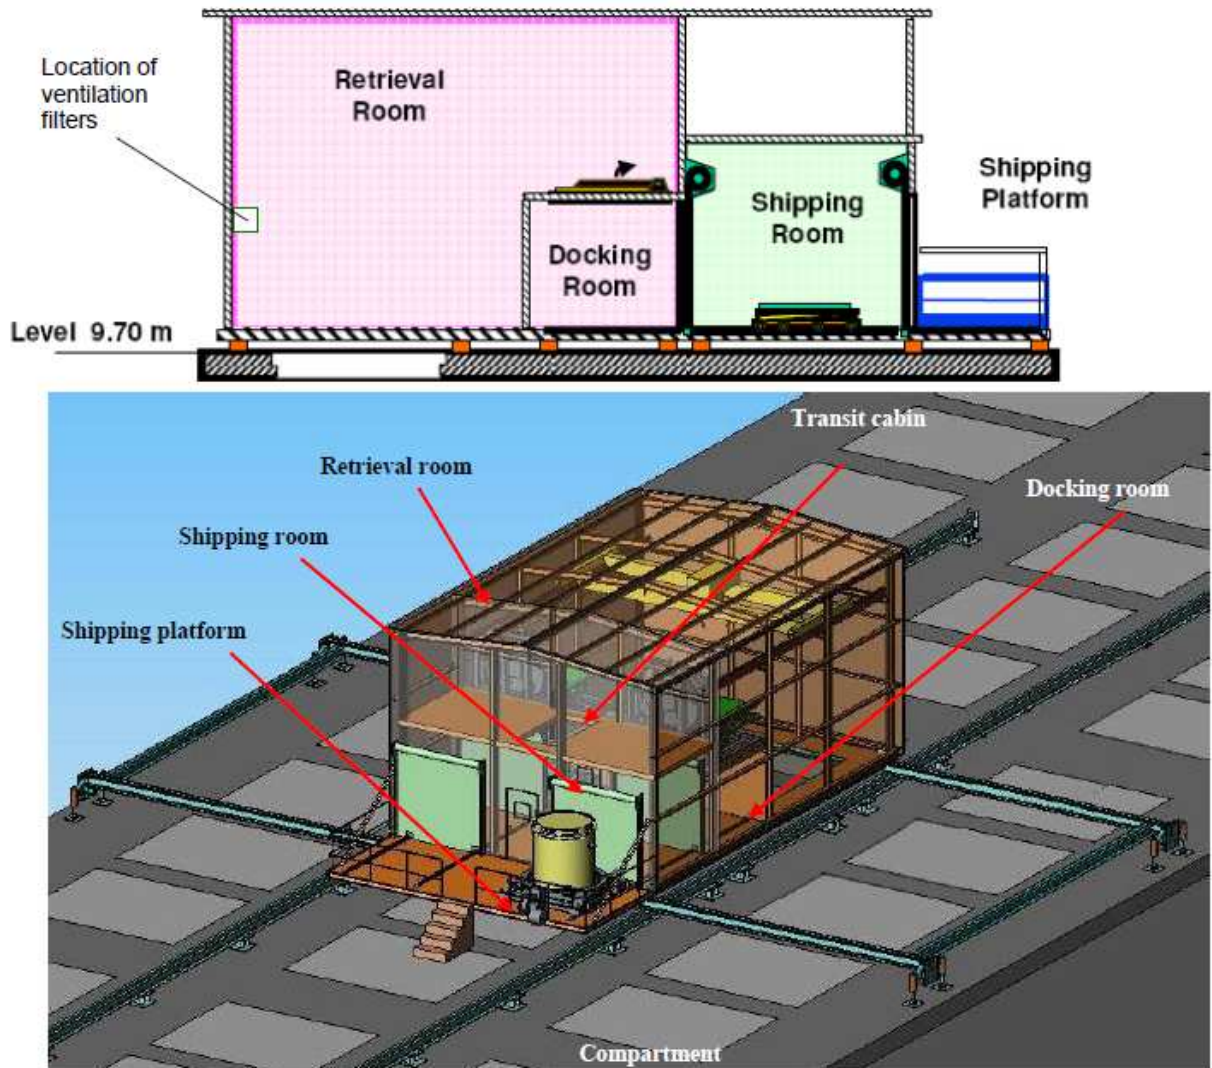 Location of
ventilation
filters
Retrieval
Room
Shipping
Platform
Shipping
Room
Docking
Room
Level 9.70 m
Transit cabin
Retrieval room
Docking room
Shipping room
Shipping platform
Compartment